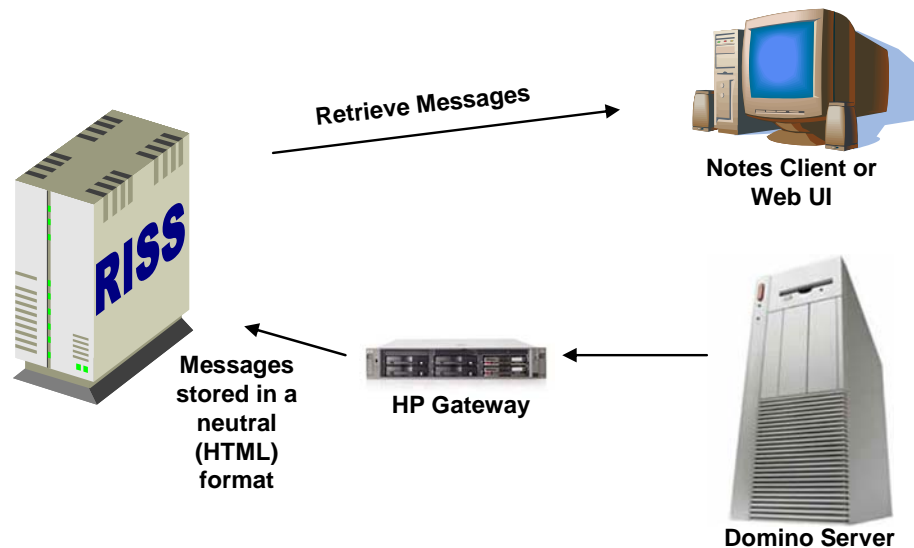 Retrieve Messages
Notes Client or
Web UI
RISS
Messages
stored in a
neutral
(HTML)
format
HP Gateway
Domino Server